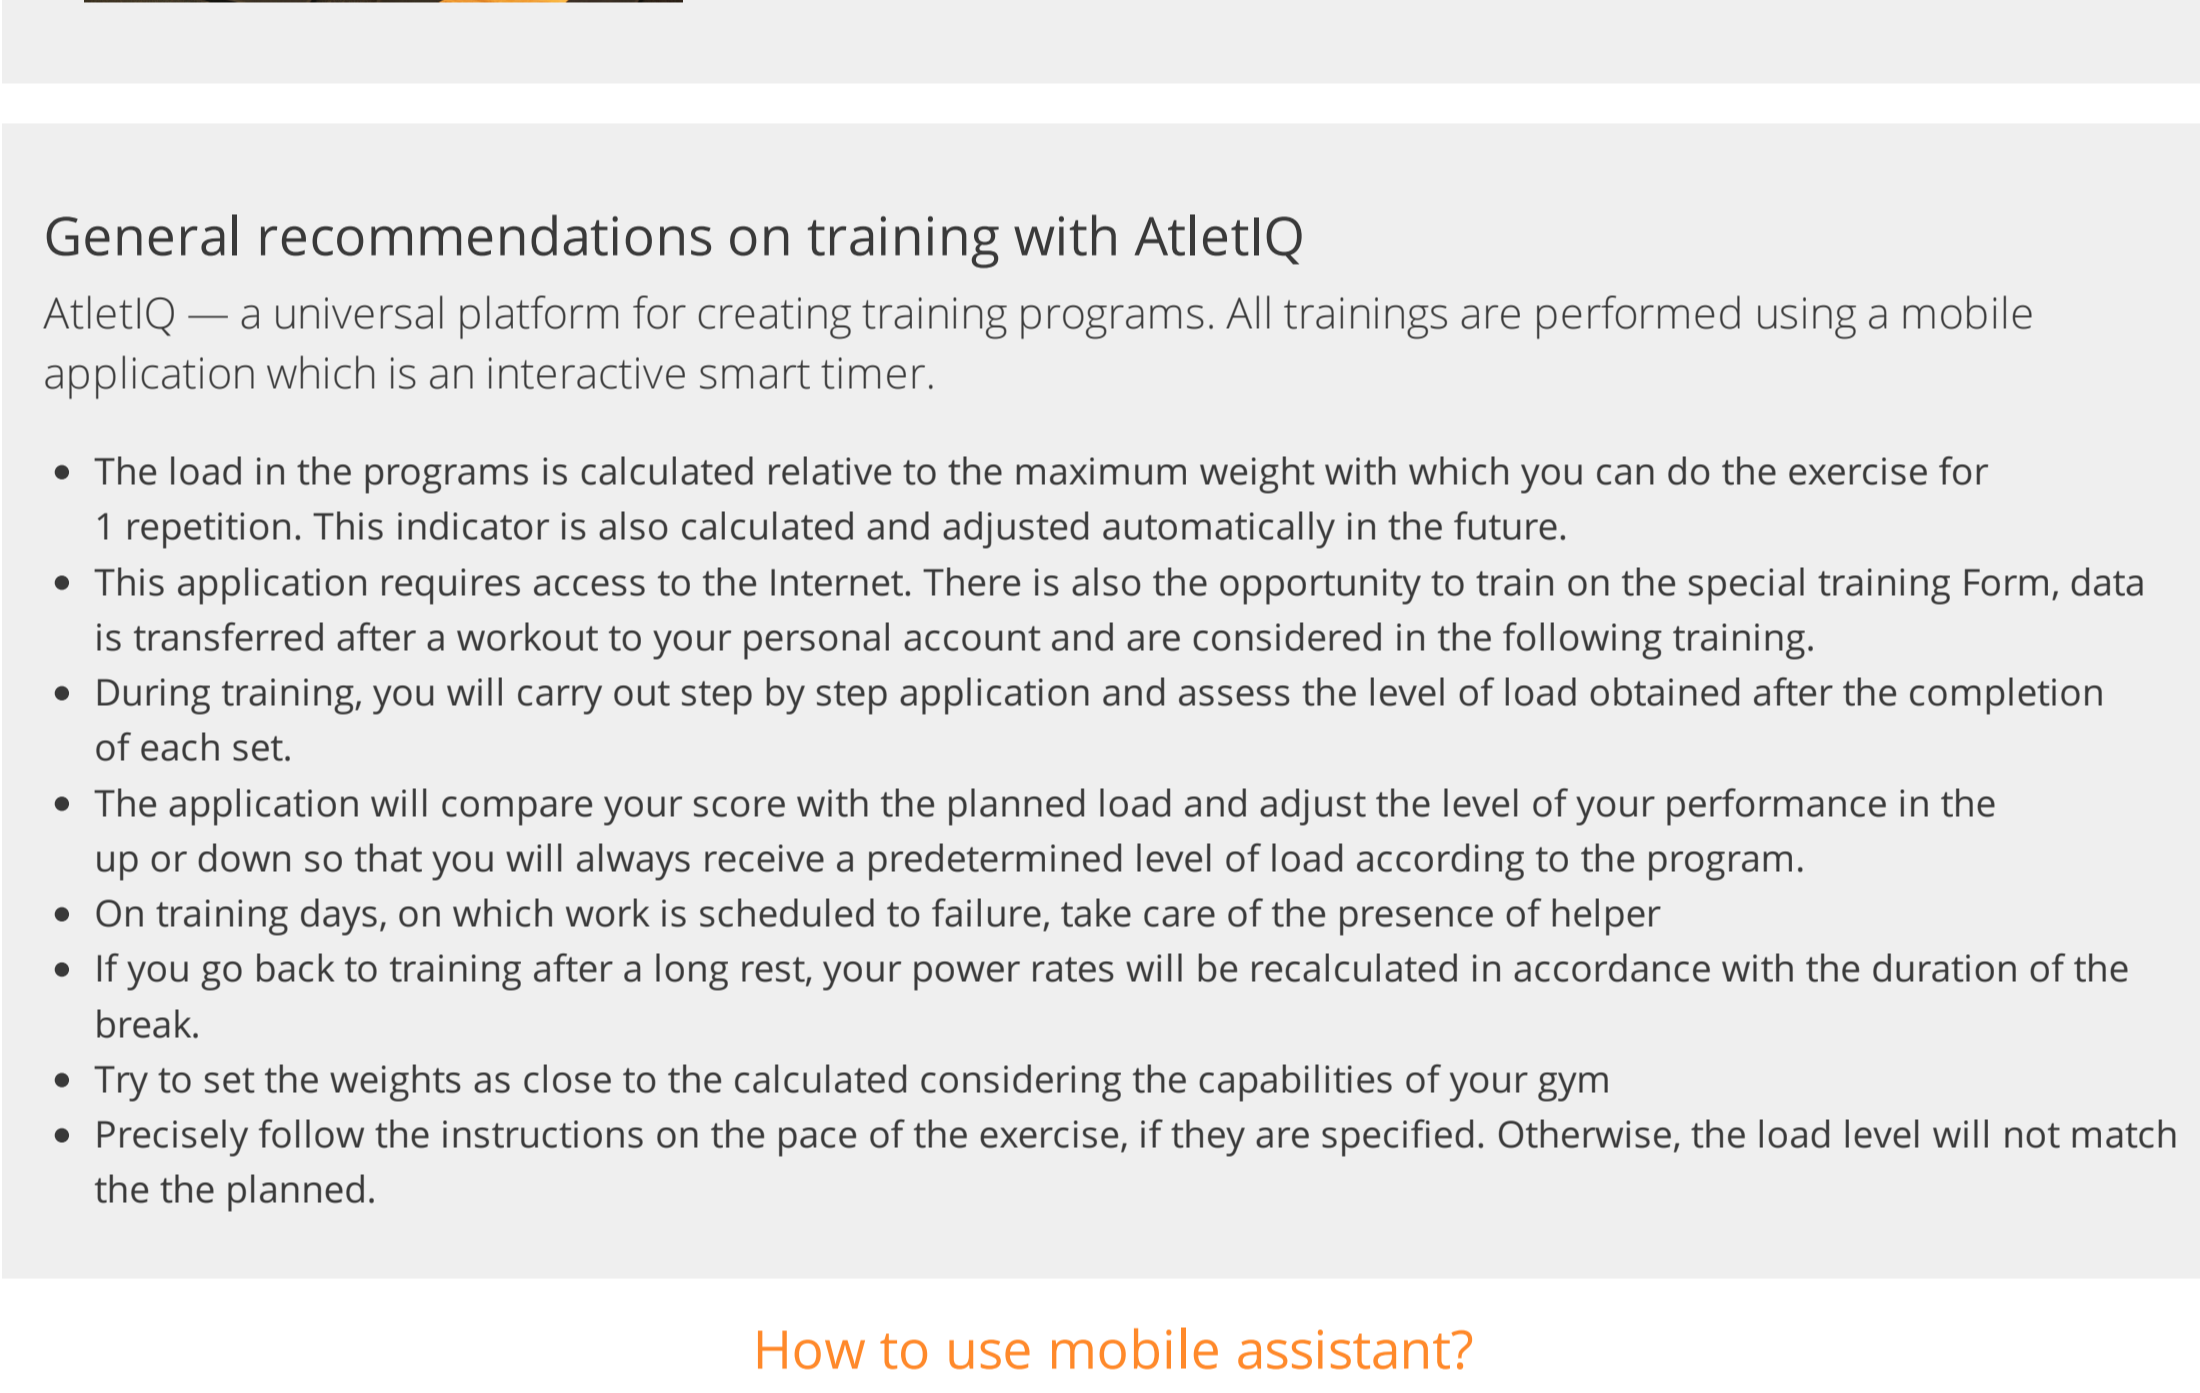 General recommendations on training with AtletIQ
AtletIQ — a universal platform for creating training programs. All trainings are performed using a mobile
application which is an interactive smart timer.
• The load in the programs is calculated relative to the maximum weight with which you can do the exercise for
1 repetition. This indicator is also calculated and adjusted automatically in the future.
• This application requires access to the Internet. There is also the opportunity to train on the special training Form, data
is transferred after a workout to your personal account and are considered in the following training.
• During training, you will carry out step by step application and assess the level of load obtained after the completion
of each set.
• The application will compare your score with the planned load and adjust the level of your performance in the
up or down so that you will always receive a predetermined level of load according to the program.
• On training days, on which work is scheduled to failure, take care of the presence of helper
• If you go back to training after a long rest, your power rates will be recalculated in accordance with the duration of the
break.
• Try to set the weights as close to the calculated considering the capabilities of your gym
• Precisely follow the instructions on the pace of the exercise, if they are specified. Otherwise, the load level will not match
the the planned.
How to use mobile assistant?